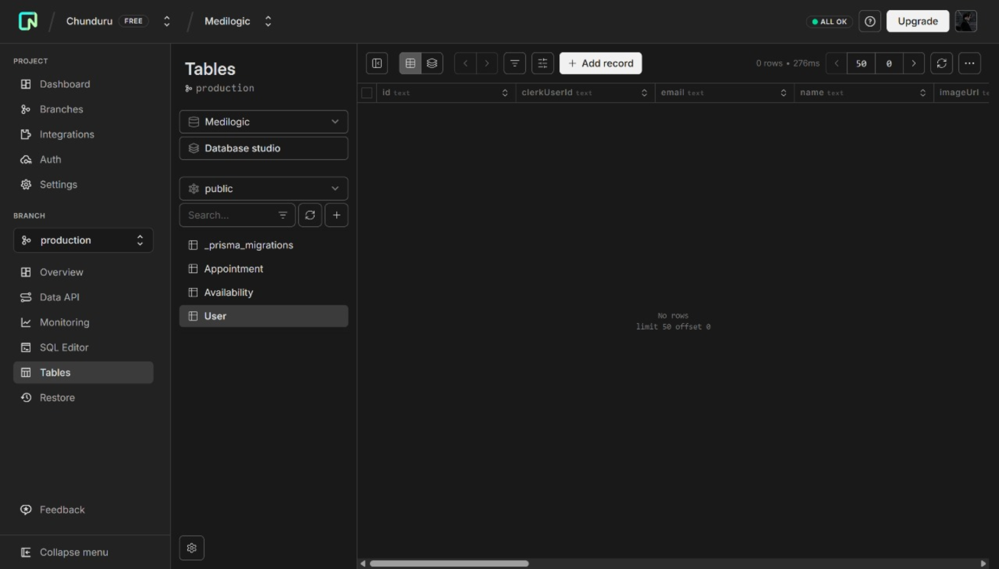 Chunduru FREE Medilogic ALL OK Upgrade
PROJECT
Dashboard
Branches
Integrations
Auth
Settings
BRANCH
production
Overview
Data API
Monitoring
SQL Editor
Tables
Restore
Feedback
Collapse menu
Tables
production
Medilogic
Database studio
public
Search...
_prisma_migrations
Appointment
Availability
User
Add record 0 rows • 276ms 50 0
id text clerkUserId text email text name text imageUrl
No rows
limit 50 offset 0